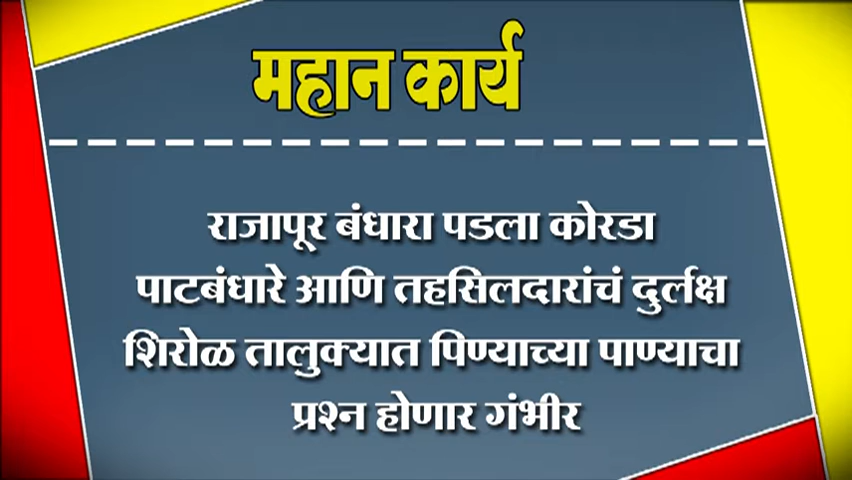 महान कार्य
राजापूर बंधारा पडला कोरडा
पाटबंधारे आणि तहसिलदारांचं दुर्लक्ष
शिरोळ तालुक्यात पिण्याच्या पाण्याचा
प्रश्न होणार गंभीर